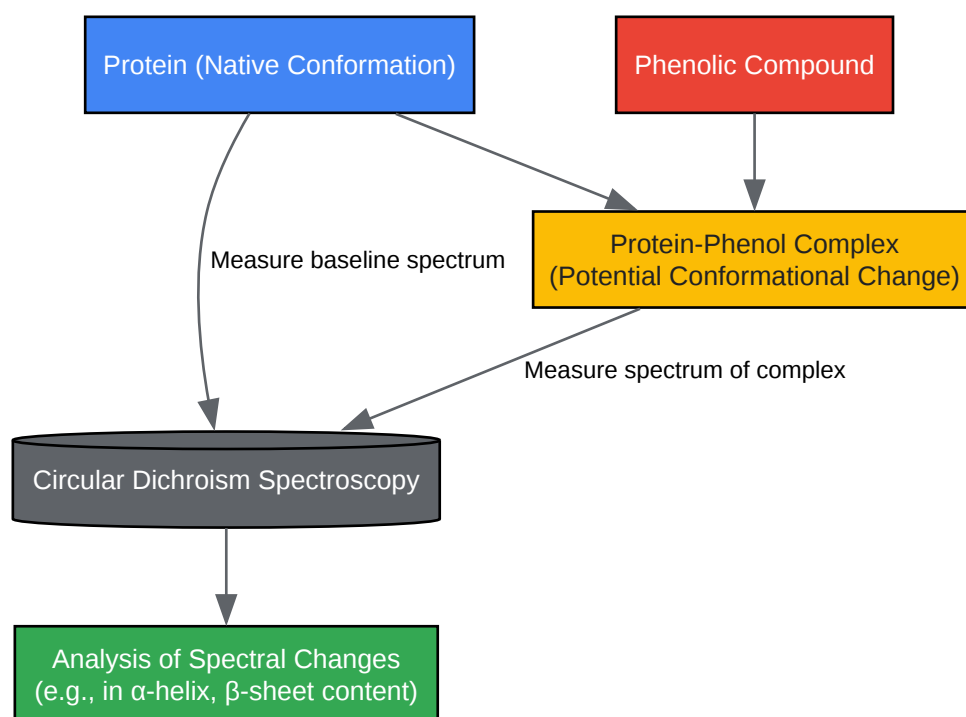 Protein (Native Conformation)
Phenolic Compound
Protein-Phenol Complex
(Potential Conformational Change)
Measure baseline spectrum
Measure spectrum of complex
Circular Dichroism Spectroscopy
Analysis of Spectral Changes
(e.g., in α-helix, β-sheet content)